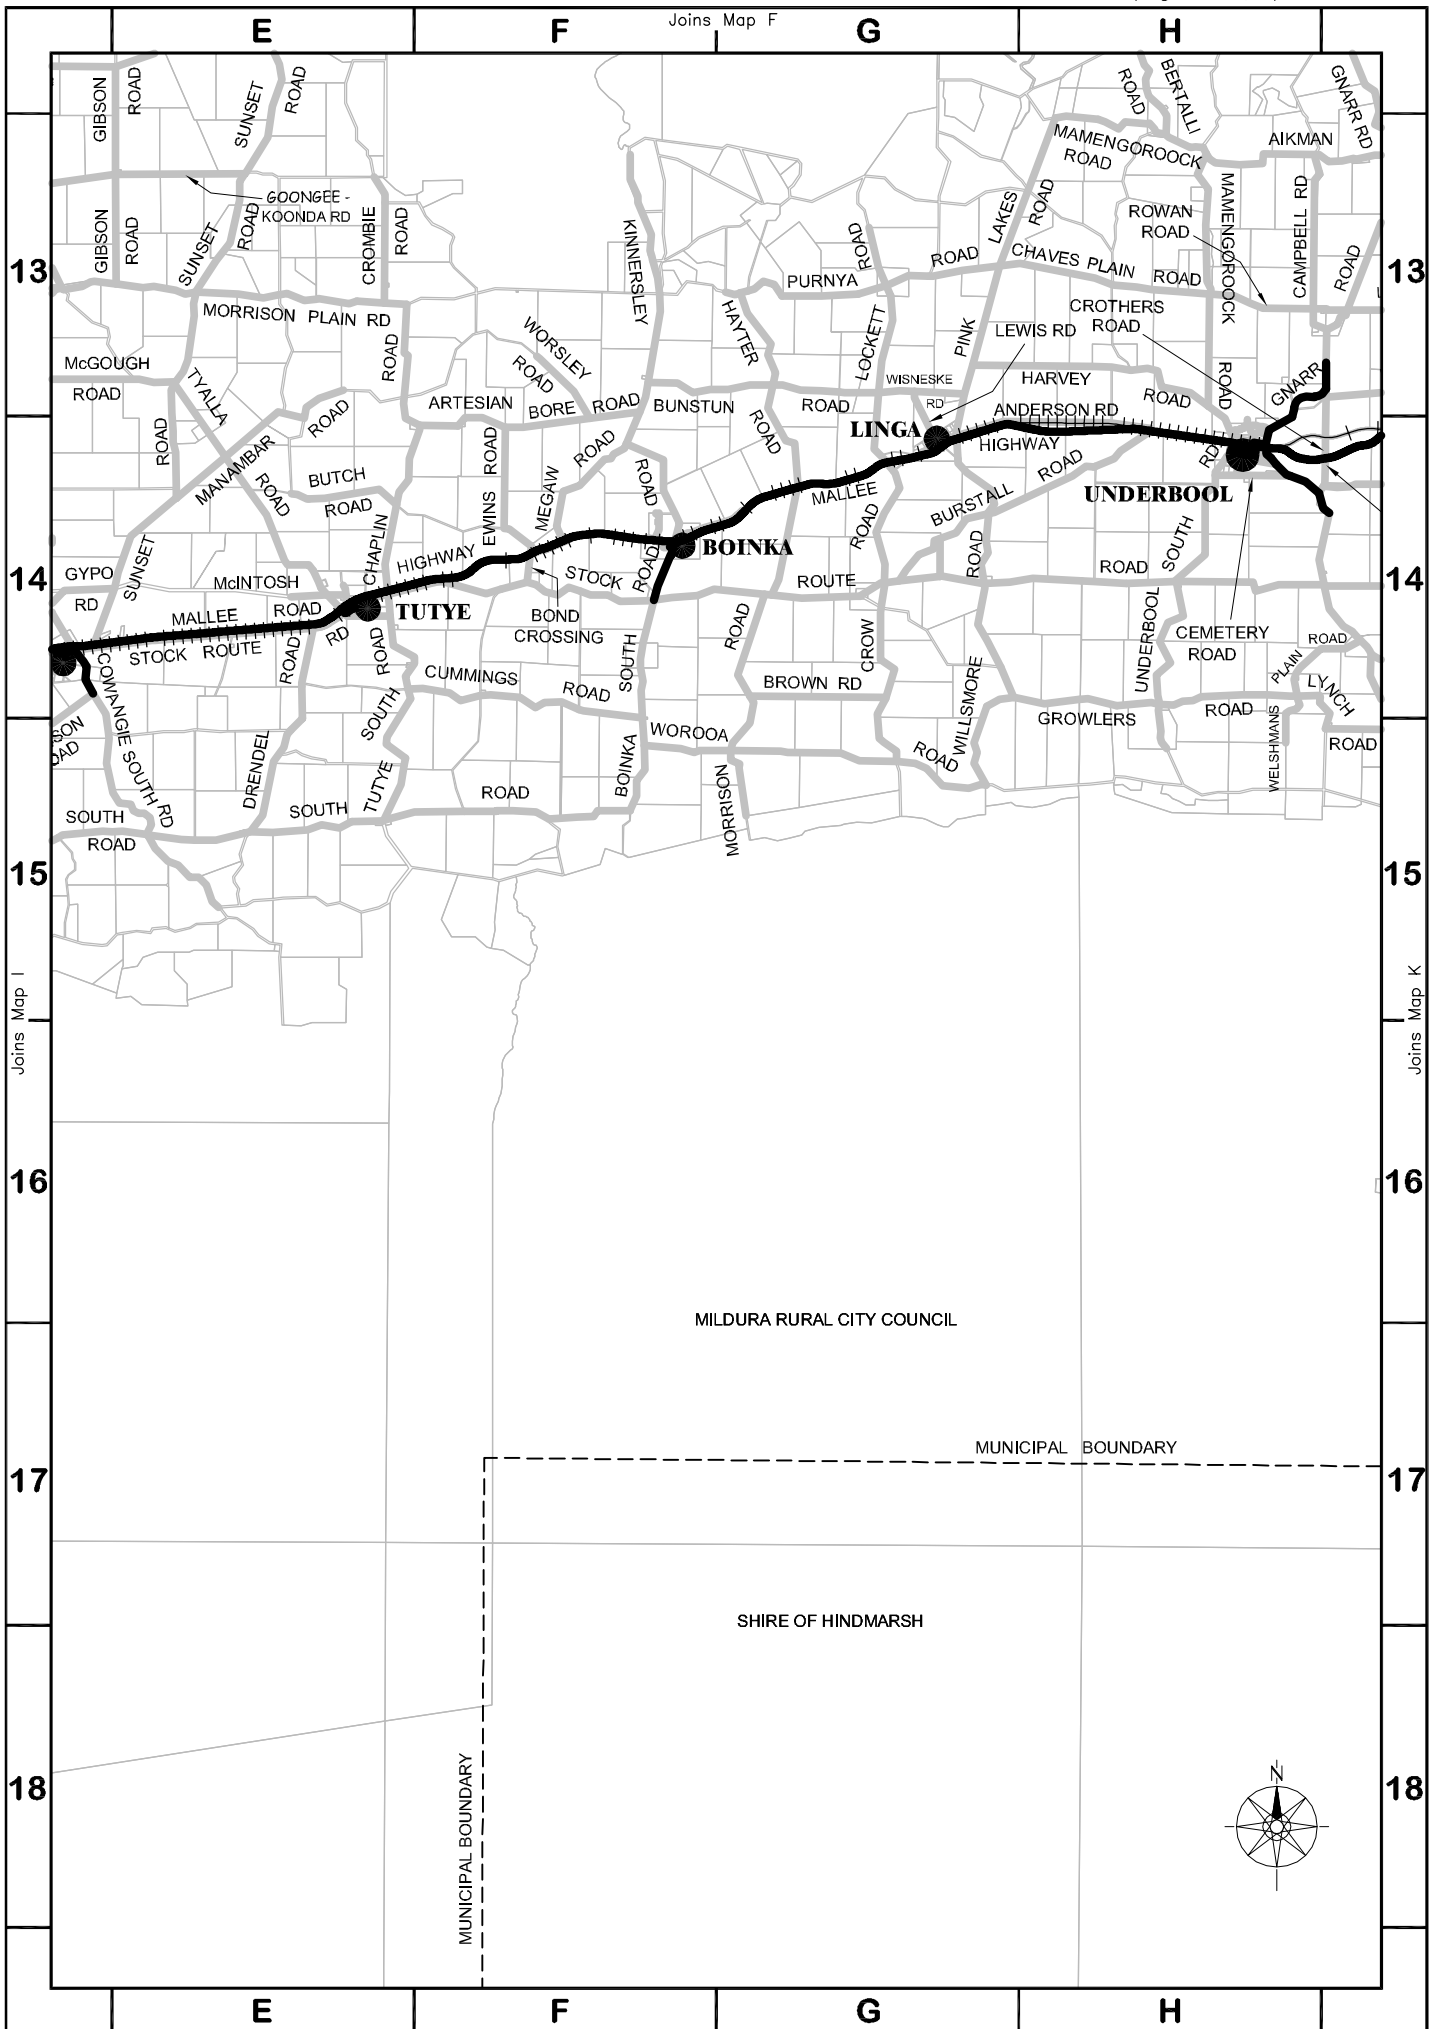 Joins Map F
E
F
G
H
GIBSON
ROAD
SUNSET
ROAD
ROAD
BERTALLI
GNARR RD
MAMENGOROOCK
ROAD
AIKMAN
GOONGEE -
KOONDA RD
GIBSON
ROAD
SUNSET
ROAD
CROMBIE
ROAD
KINNERSLEY
ROAD
LAKES
ROAD
ROWAN
ROAD
MAMENGOROOCK
CAMPBELL RD
13
13
PURNYA
ROAD
CHAVES PLAIN
ROAD
ROAD
MORRISON PLAIN RD
ROAD
WORSLEY
ROAD
HAYTER
LOCKETT
PINK
LEWIS RD
CROTHERS
ROAD
McGOUGH
ROAD
TYALLA
ROAD
WISNESKE
RD
HARVEY
ROAD
ROAD
GNARR
ARTESIAN
BORE
ROAD
BUNSTUN
ROAD
ROAD
ANDERSON RD
LINGA
HIGHWAY
ROAD
MANAMBAR
ROAD
ROAD
EWINS
ROAD
MEGAW
ROAD
ROAD
BUTCH
ROAD
MALLEE
BURSTALL
ROAD
RD
UNDERBOOL
CHAPLIN
HIGHWAY
BOINKA
ROAD
ROAD
SOUTH
ROAD
14
14
GYPO
RD
SUNSET
McINTOSH
ROAD
STOCK
ROAD
ROUTE
MALLEE
TUTYE
BOND
CROSSING
ROAD
CROW
UNDERBOOL
CEMETERY
ROAD
ROAD
STOCK ROUTE
ROAD
RD
ROAD
SOUTH
PLAIN
COWANGIE SOUTH RD
CUMMINGS
ROAD
BROWN RD
WILLSMORE
LYNCH
SOUTH
GROWLERS
ROAD
WELSHMANS
WOROOA
ROAD
ROAD
DRENDEL
TUTYE
BOINKA
MORRISON
SOUTH
ROAD
SOUTH
ROAD
15
15
Joins Map I
Joins Map K
16
16
MILDURA RURAL CITY COUNCIL
MUNICIPAL BOUNDARY
17
17
SHIRE OF HINDMARSH
MUNICIPAL BOUNDARY
18
18
N
E
F
G
H